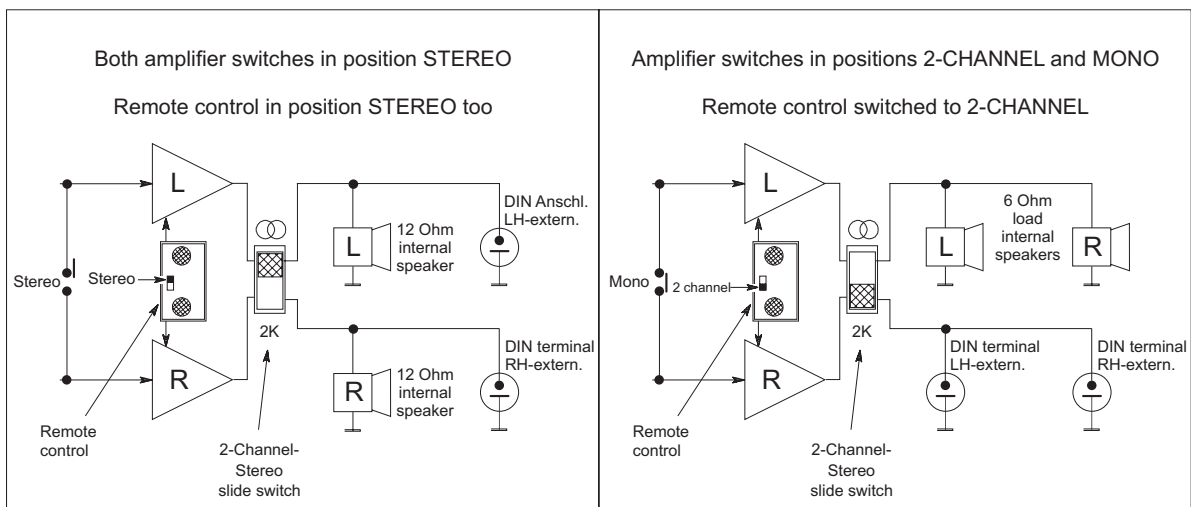 Both amplifier switches in position STEREO
Remote control in position STEREO too
L
DIN Anschl.
LH-extern.
12 Ohm
internal
speaker
L
Stereo
Stereo
2K
DIN terminal
RH-extern.
R
12 Ohm
internal
speaker
R
Remote
control
2-Channel-
Stereo
slide switch
Amplifier switches in positions 2-CHANNEL and MONO
Remote control switched to 2-CHANNEL
L
6 Ohm
load
internal
speakers
L
R
Mono
2 channel
2K
DIN terminal
LH-extern.
DIN terminal
RH-extern.
R
Remote
control
2-Channel-
Stereo
slide switch